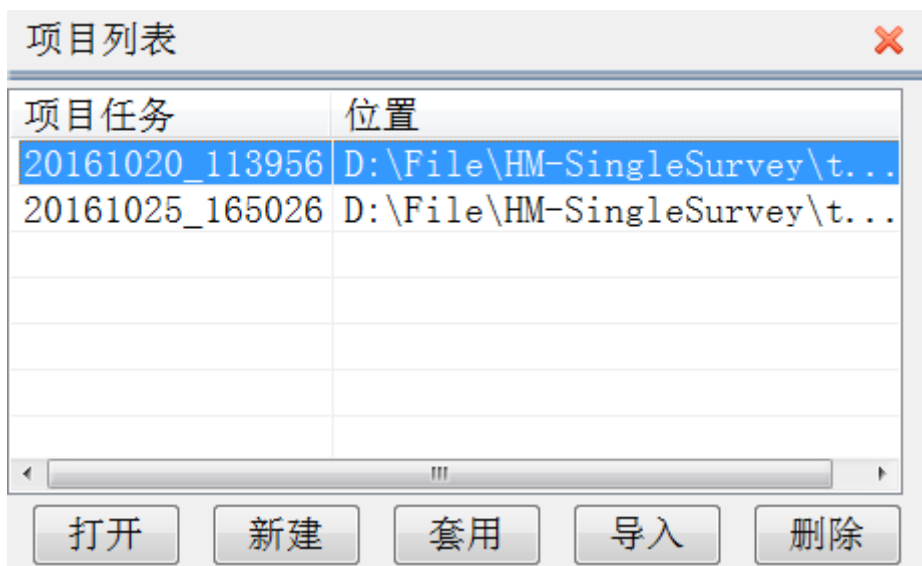 项目列表
项目任务 位置
20161020_113956 D:\File\HM-SingleSurvey\t...
20161025_165026 D:\File\HM-SingleSurvey\t...
打开 新建 套用 导入 删除